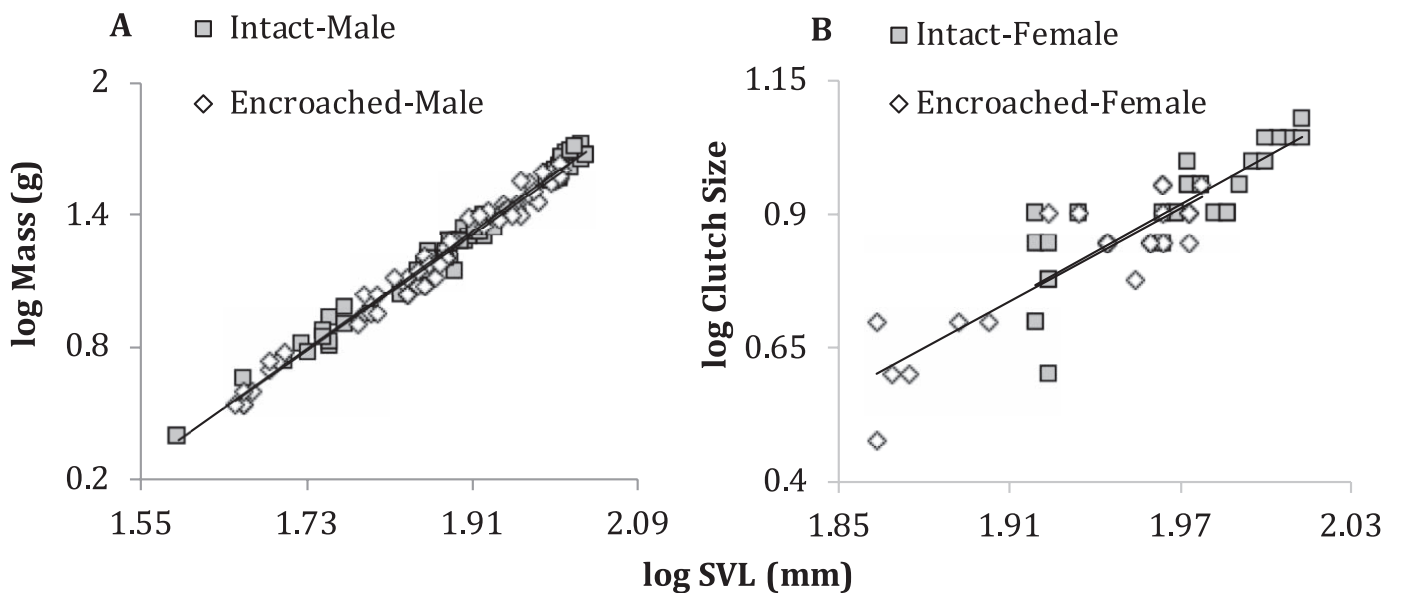 A
Intact-Male
Encroached-Male
log Mass (g)
2
1.4
0.8
0.2
1.55 1.73 1.91 2.09
B
Intact-Female
Encroached-Female
log Clutch Size
1.15
0.9
0.65
0.4
1.85 1.91 1.97 2.03
log SVL (mm)